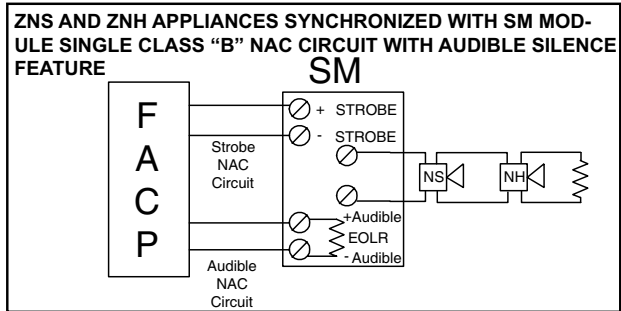 ZNS AND ZNH APPLIANCES SYNCHRONIZED WITH SM MOD-
ULE SINGLE CLASS “B” NAC CIRCUIT WITH AUDIBLE SILENCE
FEATURE
SM
F
A
C
P
+ STROBE
- STROBE
Strobe
NAC
Circuit
NS
NH
+Audible
EOLR
- Audible
Audible
NAC
Circuit